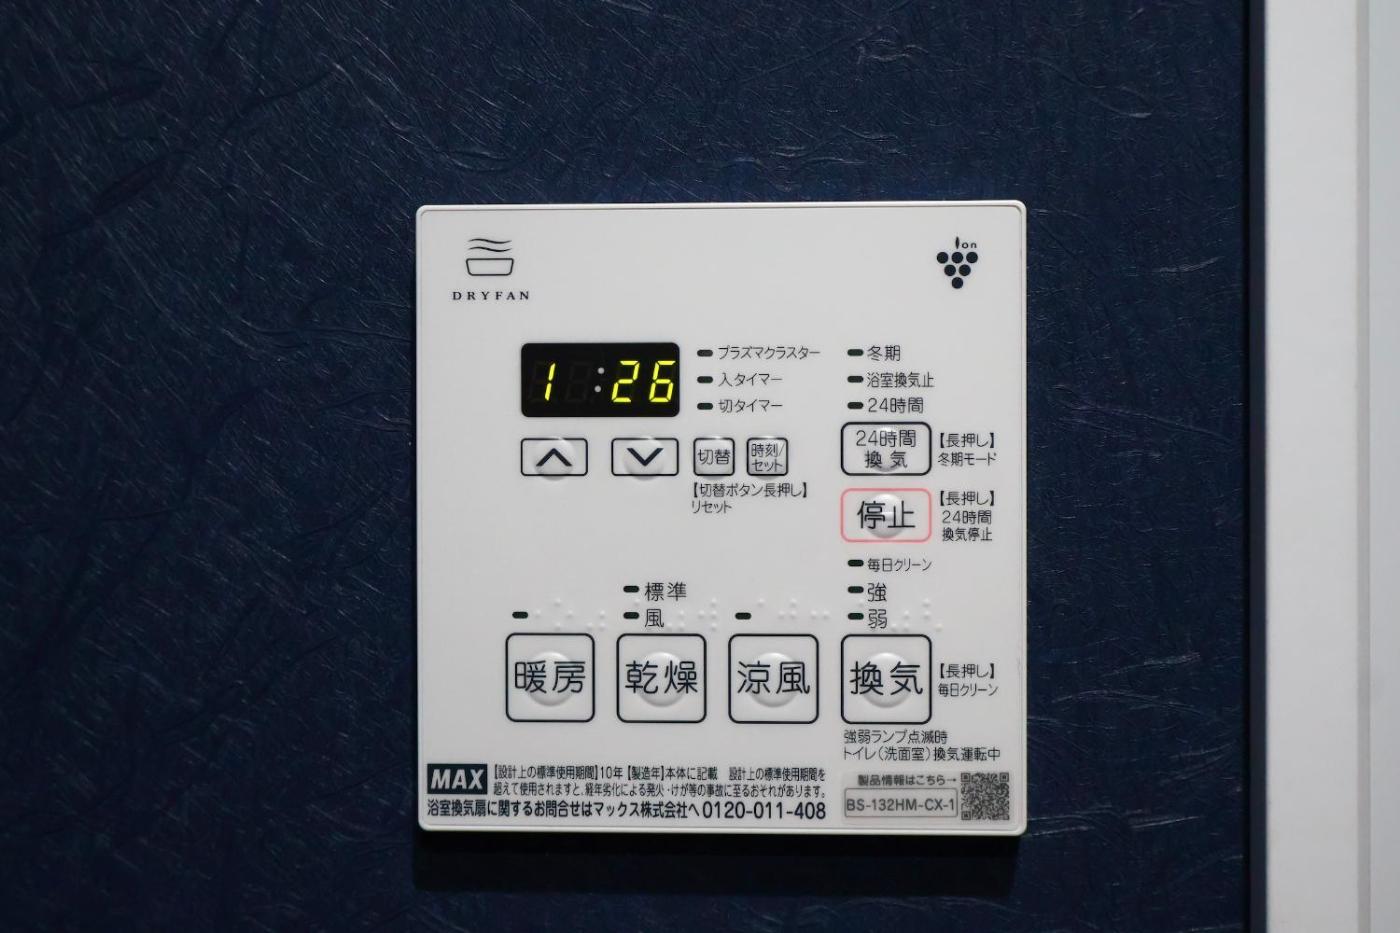 DRYFAN
ion
1:26
プラズマクラスター
入タイマー
切タイマー
冬期
浴室換気止
24時間
切替
時刻/
セット
【切替ボタン長押し】
リセット
24時間
換気
【長押し】
冬期モード
停止
【長押し】
24時間
換気停止
毎日クリーン
標準
風
強
弱
暖房
乾燥
涼風
換気
【長押し】
毎日クリーン
強弱ランプ点滅時
トイレ(洗面室)換気運転中
MAX
【設計上の標準使用期間】10年【製造年】本体に記載 設計上の標準使用期間を
超えて使用されますと、経年劣化による発火・けが等の事故に至るおそれがあります。
浴室換気扇に関するお問合せはマックス株式会社へ0120-011-408
製品情報はこちら→
BS-132HM-CX-1